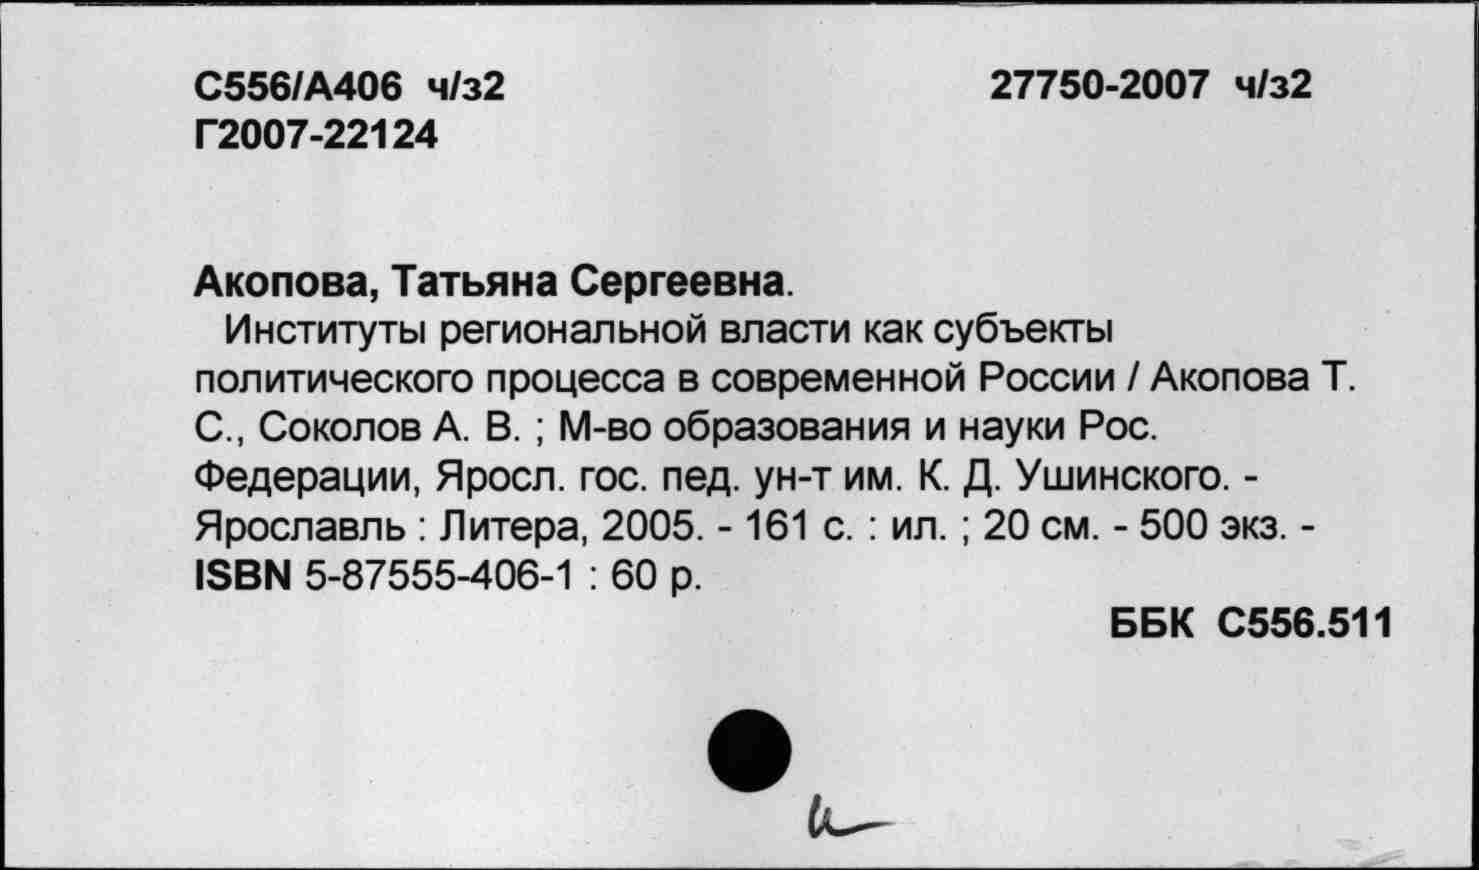 С556/А406 ч/з2 27750-2007 ч/з2
Г2007-22124
Акопова, Татьяна Сергеевна.
Институты региональной власти как субъекты
политического процесса в современной России / Акопова Т.
С., Соколов А. В. ; М-во образования и науки Рос.
Федерации, Яросл. гос. пед. ун-т им. К. Д. Ушинского. -
Ярославль : Литера, 2005. - 161 с. : ил. ; 20 см. - 500 экз. -
ISBN 5-87555-406-1 : 60 р.
ББК С556.511